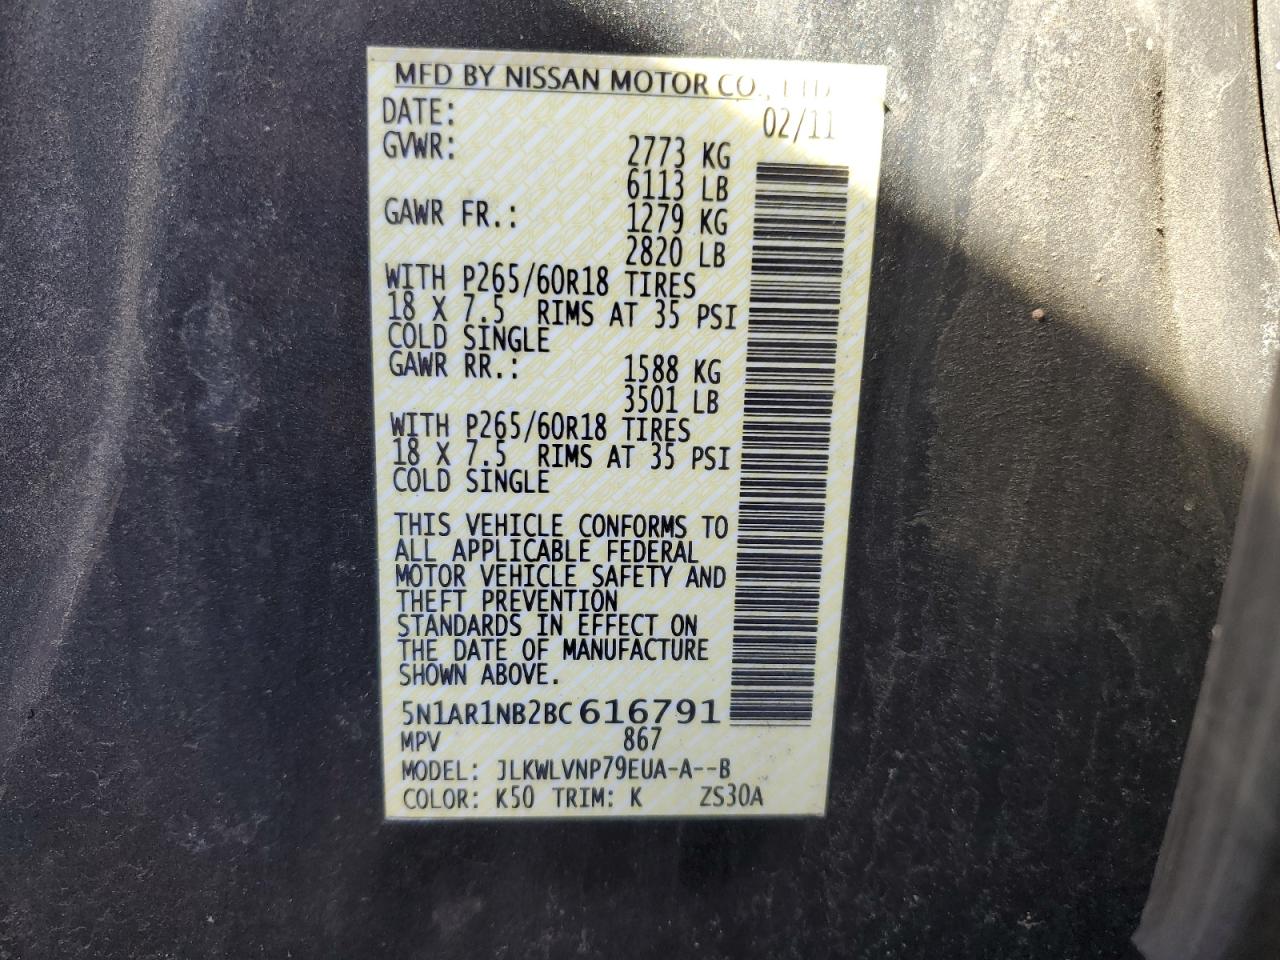 MFD BY NISSAN MOTOR CO., LTD
DATE: 02/11
GVWR: 2773 KG
6113 LB
GAWR FR.: 1279 KG
2820 LB
WITH P265/60R18 TIRES
18 X 7.5 RIMS AT 35 PSI
COLD SINGLE
GAWR RR.: 1588 KG
3501 LB
WITH P265/60R18 TIRES
18 X 7.5 RIMS AT 35 PSI
COLD SINGLE
THIS VEHICLE CONFORMS TO
ALL APPLICABLE FEDERAL
MOTOR VEHICLE SAFETY AND
THEFT PREVENTION
STANDARDS IN EFFECT ON
THE DATE OF MANUFACTURE
SHOWN ABOVE.
5N1AR1NB2BC616791
MPV 867
MODEL: JLKWLVNP79EUA-A--B
COLOR: K50 TRIM: K ZS30A